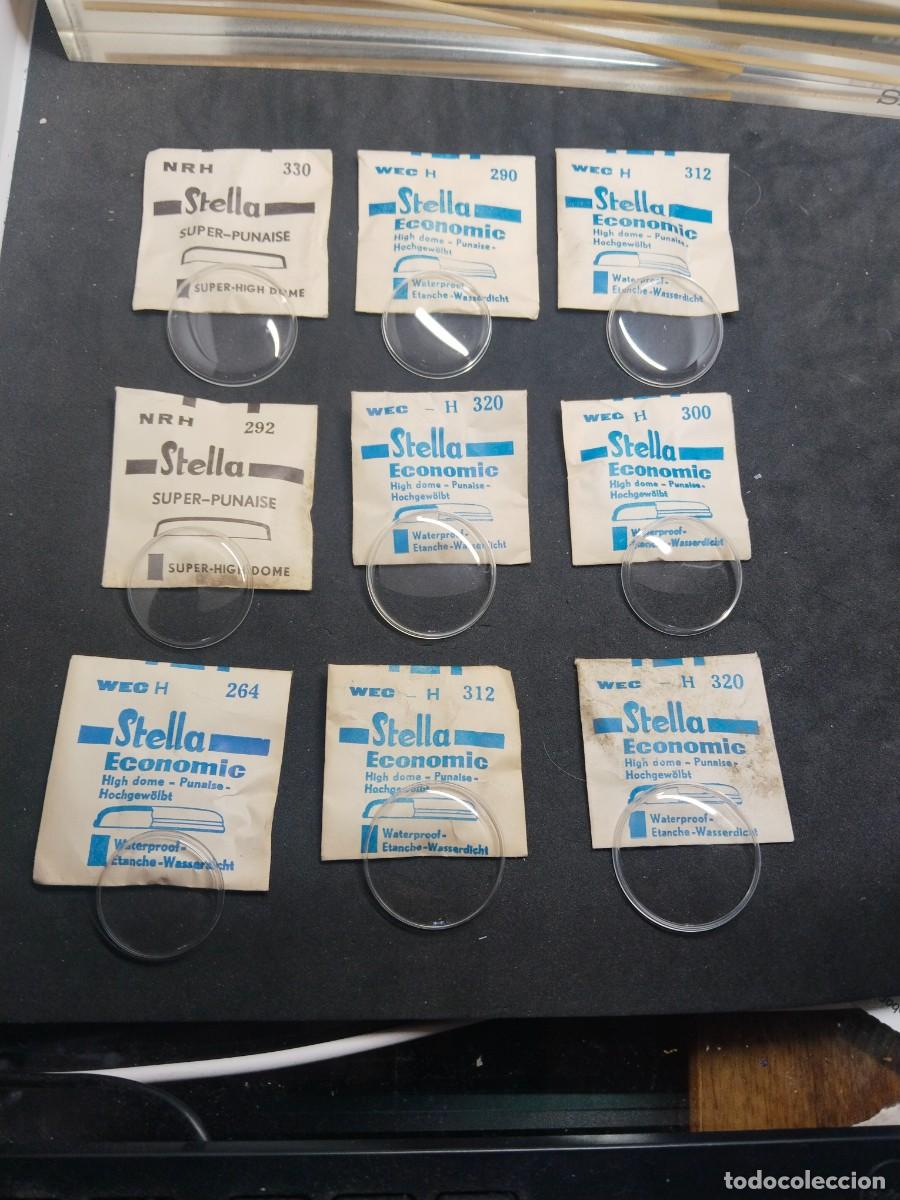 NRH 330
Stella
SUPER-PUNAISE
SUPER-HIGH DOME
WEC H 290
Stella
Economic
High dome - Punaise-
Hochgewölbt
Waterproof-
Etanche-Wasserdicht
WEC H 312
Stella
Economic
High dome - Punaise-
Hochgewölbt
Waterproof-
Etanche-Wasserdicht
NRH 292
Stella
SUPER-PUNAISE
SUPER-HIGH DOME
WEC - H 320
Stella
Economic
High dome - Punaise-
Hochgewölbt
Waterproof-
Etanche-Wasserdicht
WEC H 300
Stella
Economic
High dome - Punaise-
Hochgewölbt
Waterproof-
Etanche-Wasserdicht
WEC H 264
Stella
Economic
High dome - Punaise-
Hochgewölbt
Waterproof-
Etanche-Wasserdicht
WEC - H 312
Stella
Economic
High dome - Punaise-
Hochgewölbt
Waterproof-
Etanche-Wasserdicht
WEC - H 320
Stella
Economic
High dome - Punaise-
Hochgewölbt
Waterproof-
Etanche-Wasserdicht
todocoleccion